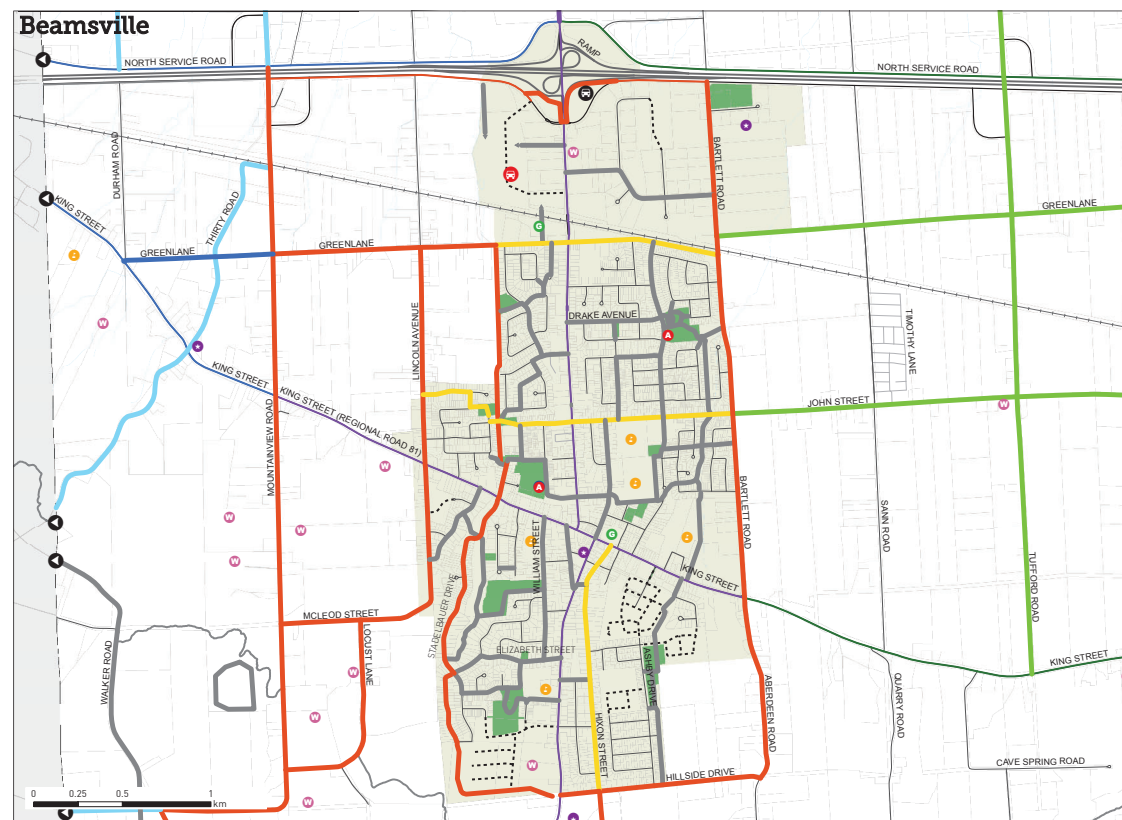 Beamsville
RAMP
NORTH SERVICE ROAD
NORTH SERVICE ROAD
DURHAM ROAD
BARTLETT ROAD
W
KING STREET
THIRTY ROAD
GREENLANE
G
GREENLANE
GREENLANE
LINCOLN AVENUE
DRAKE AVENUE
TIMOTHY LANE
W
A
KING STREET
KING STREET (REGIONAL ROAD 81)
MOUNTAINVIEW ROAD
JOHN STREET
W
W
A
BARTLETT ROAD
SANN ROAD
W
W
W
G
WILLIAM STREET
KING STREET
TUFFORD ROAD
STADELBAUER DRIVE
MCLEOD STREET
LOCUST LANE
WALKER ROAD
ELIZABETH STREET
ASHBY DRIVE
KING STREET
W
QUARRY ROAD
ABERDEEN ROAD
HIXON STREET
W
W
HILLSIDE DRIVE
CAVE SPRING ROAD
0 0.25 0.5 1
km
W